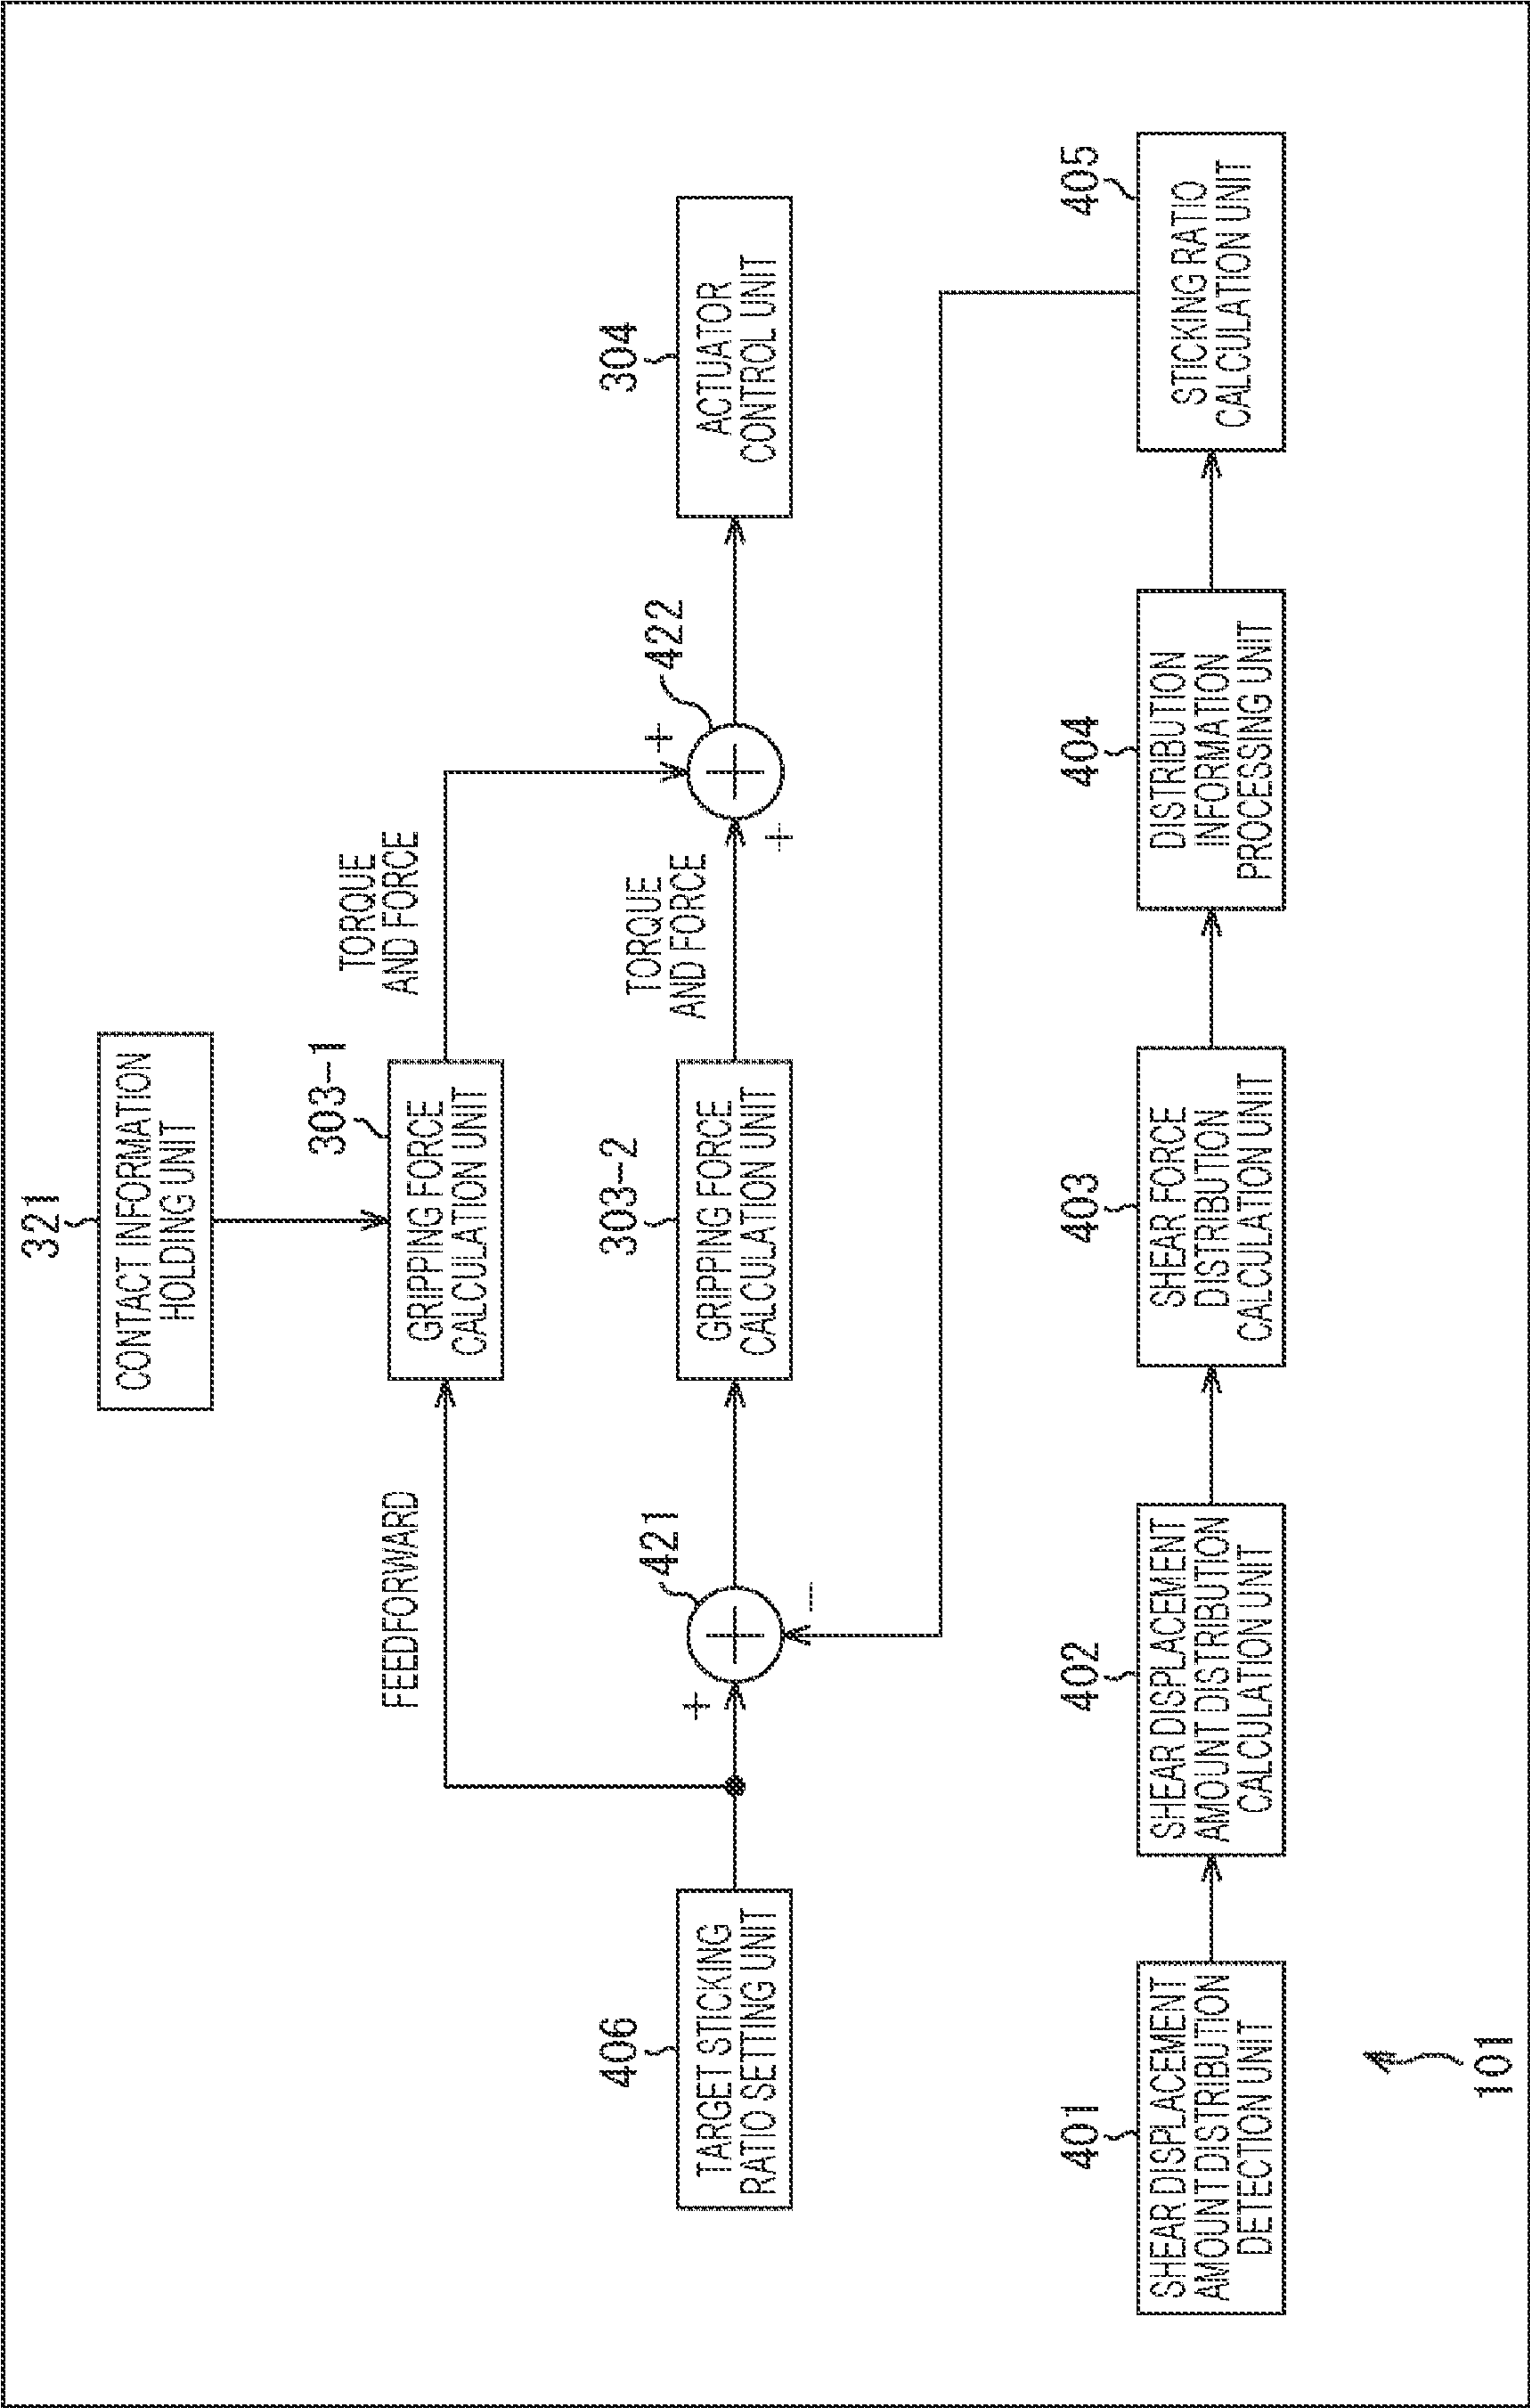 321
CONTACT INFORMATION
HOLDING UNIT
303-1
GRIPPING FORCE
CALCULATION UNIT
FEEDFORWARD
TORQUE
AND FORCE
406
TARGET STICKING
RATIO SETTING UNIT
+
421
−
303-2
GRIPPING FORCE
CALCULATION UNIT
TORQUE
AND FORCE
+
+
422
304
ACTUATOR
CONTROL UNIT
401
SHEAR DISPLACEMENT
AMOUNT DISTRIBUTION
DETECTION UNIT
402
SHEAR DISPLACEMENT
AMOUNT DISTRIBUTION
CALCULATION UNIT
403
SHEAR FORCE
DISTRIBUTION
CALCULATION UNIT
404
DISTRIBUTION
INFORMATION
PROCESSING UNIT
405
STICKING RATIO
CALCULATION UNIT
101